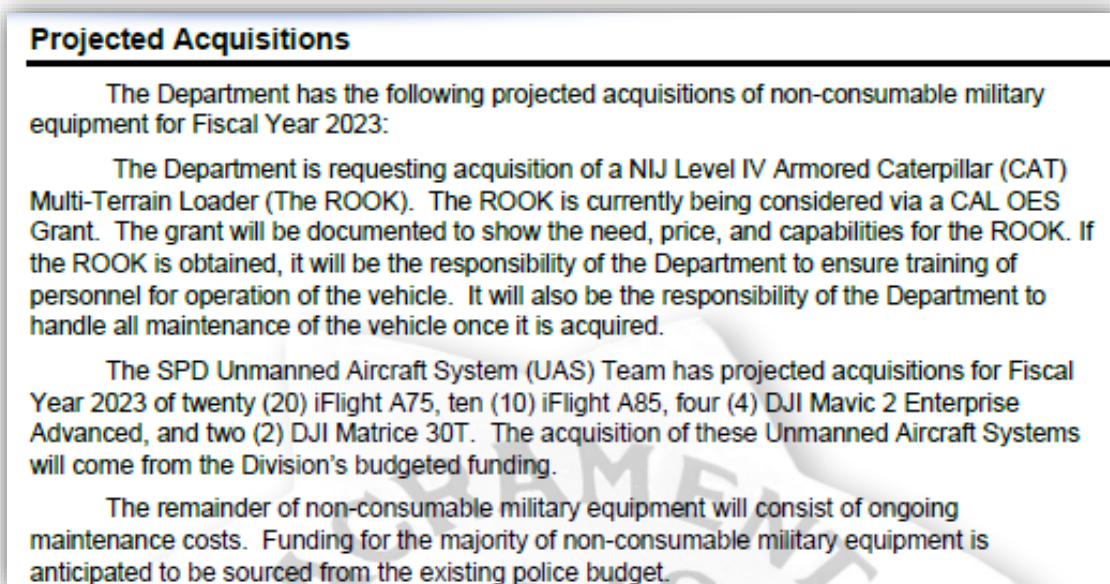 Projected Acquisitions
The Department has the following projected acquisitions of non-consumable military
equipment for Fiscal Year 2023:
The Department is requesting acquisition of a NIJ Level IV Armored Caterpillar (CAT)
Multi-Terrain Loader (The ROOK). The ROOK is currently being considered via a CAL OES
Grant. The grant will be documented to show the need, price, and capabilities for the ROOK. If
the ROOK is obtained, it will be the responsibility of the Department to ensure training of
personnel for operation of the vehicle. It will also be the responsibility of the Department to
handle all maintenance of the vehicle once it is acquired.
The SPD Unmanned Aircraft System (UAS) Team has projected acquisitions for Fiscal
Year 2023 of twenty (20) iFlight A75, ten (10) iFlight A85, four (4) DJI Mavic 2 Enterprise
Advanced, and two (2) DJI Matrice 30T. The acquisition of these Unmanned Aircraft Systems
will come from the Division's budgeted funding.
The remainder of non-consumable military equipment will consist of ongoing
maintenance costs. Funding for the majority of non-consumable military equipment is
anticipated to be sourced from the existing police budget.